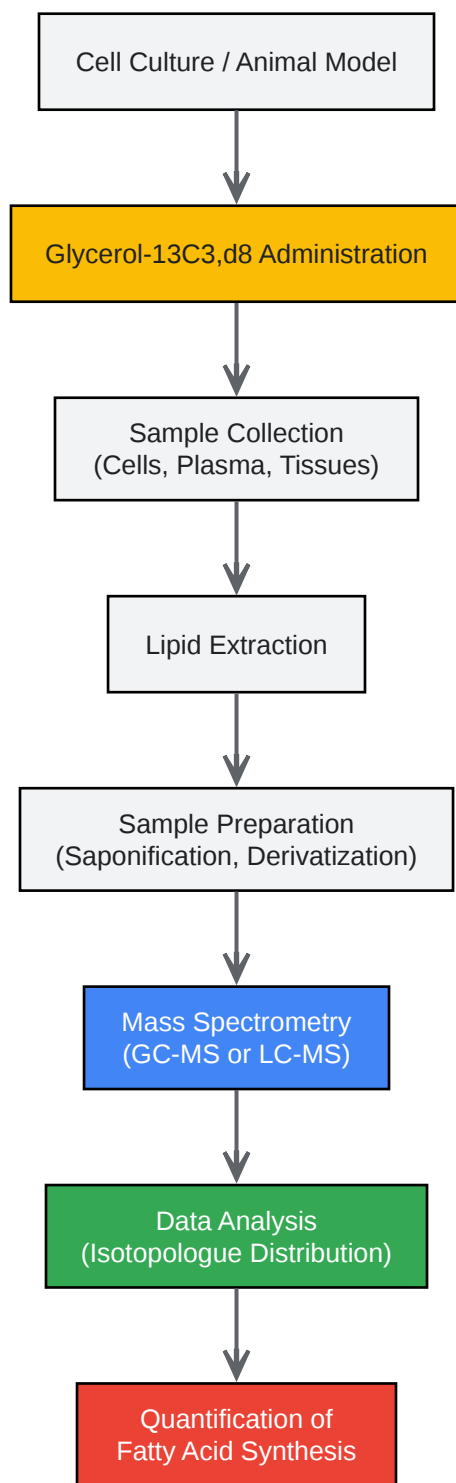 Cell Culture / Animal Model
Glycerol-13C3,d8 Administration
Sample Collection
(Cells, Plasma, Tissues)
Lipid Extraction
Sample Preparation
(Saponification, Derivatization)
Mass Spectrometry
(GC-MS or LC-MS)
Data Analysis
(Isotopologue Distribution)
Quantification of
Fatty Acid Synthesis